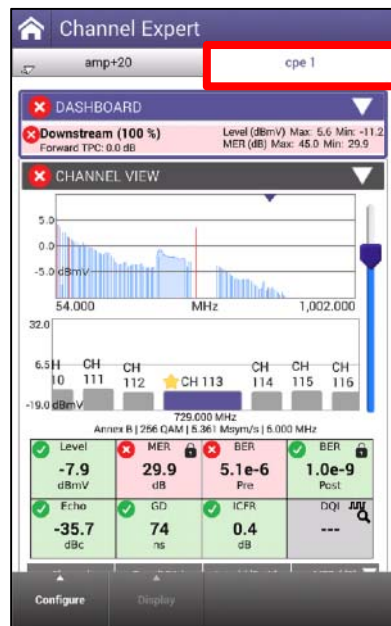 Channel Expert
amp+20 cpe 1
DASHBOARD
Downstream (100 %) Level (dBmV) Max: 5.6 Min: -11.2
Forward TPC: 0.0 dB MER (dB) Max: 45.0 Min: 29.9
CHANNEL VIEW
5.0
0.0
-5.0 dBmV
54.000 MHz 1,002.000
32.0
6.5 H CH CH CH CH CH CH
10 111 112 CH 113 114 115 116
-19.0 dBmV
729.000 MHz
Annex B | 256 QAM | 5.361 Msym/s | 6.000 MHz
Level MER BER BER
-7.9 29.9 5.1e-6 1.0e-9
dBmV dB Pre Post
Echo GD ICFR DQI
-35.7 74 0.4 ---
dBc ns dB
Configure Display